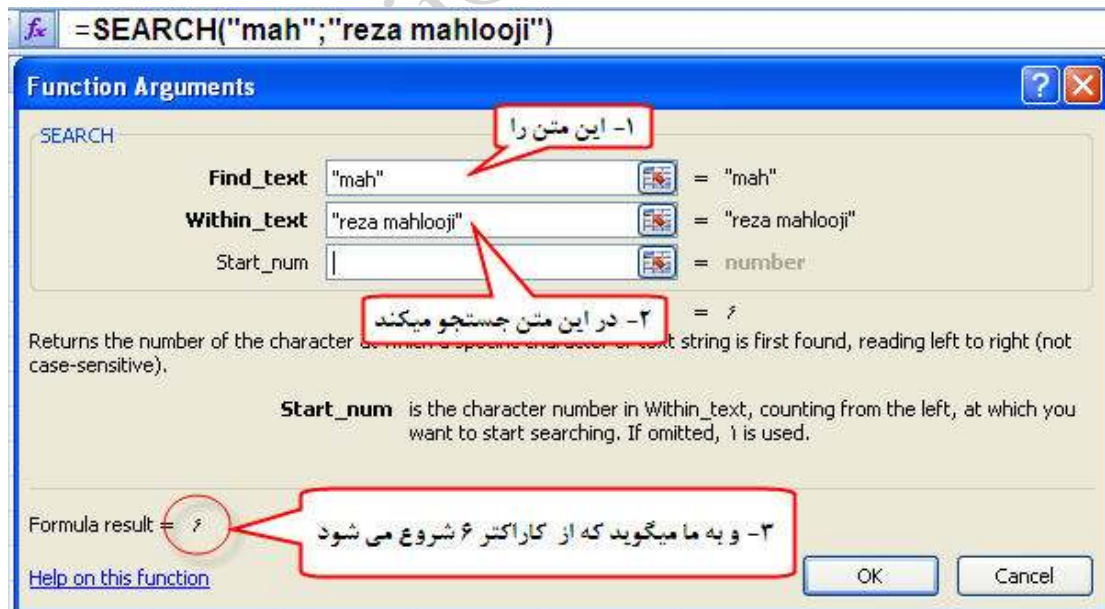 fx =SEARCH("mah";"reza mahlooji")
Function Arguments
SEARCH
۱- این متن را
Find_text "mah" = "mah"
Within_text "reza mahlooji" = "reza mahlooji"
Start_num = number
۲- در این متن جستجو میکند
= ۶
Returns the number of the character at which a specific character or text string is first found, reading left to right (not
case-sensitive).
Start_num is the character number in Within_text, counting from the left, at which you
want to start searching. If omitted, ۱ is used.
Formula result = ۶
۳- و به ما میگوید که از کاراکتر ۶ شروع می شود
Help on this function
OK Cancel